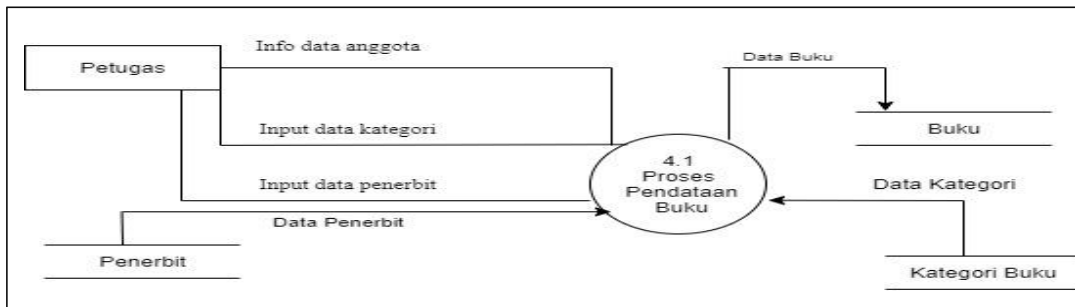 Info data anggota
Petugas
Data Buku
Input data kategori
Buku
4.1
Proses
Pendataan
Buku
Input data penerbit
Data Kategori
Data Penerbit
Penerbit
Kategori Buku